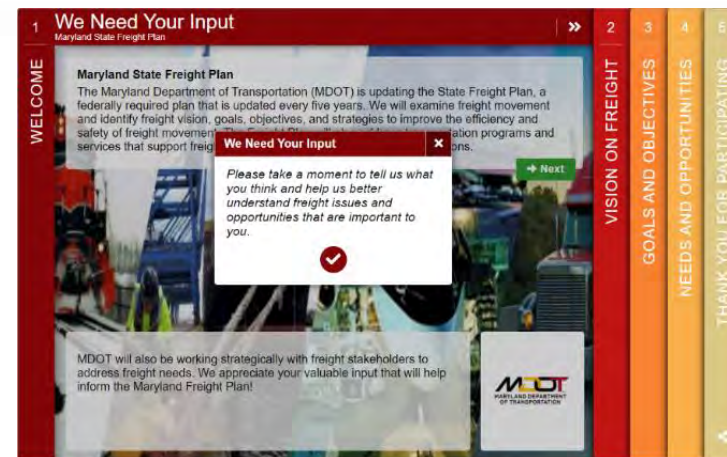 1
We Need Your Input
Maryland State Freight Plan
»
WELCOME
Maryland State Freight Plan
The Maryland Department of Transportation (MDOT) is updating the State Freight Plan, a
federally required plan that is updated every five years. We will examine freight movement
and identify freight vision, goals, objectives, and strategies to improve the efficiency and
safety of freight movement programs and
services that support
We Need Your Input
×
Please take a moment to tell us what
you think and help us better
understand freight issues and
opportunities that are important to
you.
→ Next
MDOT will also be working strategically with freight stakeholders to
address freight needs. We appreciate your valuable input that will help
inform the Maryland Freight Plan!
MDOT
MARYLAND DEPARTMENT
OF TRANSPORTATION
2
VISION ON FREIGHT
3
GOALS AND OBJECTIVES
4
NEEDS AND OPPORTUNITIES
5
THANK YOU FOR PARTICIPATING